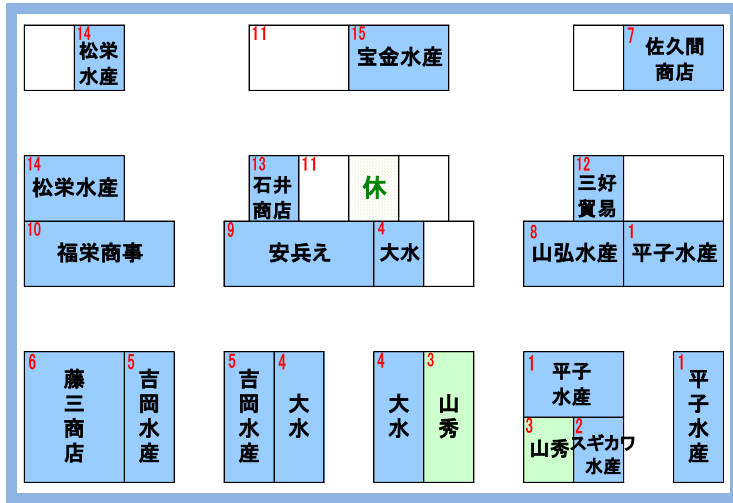 14
松栄
水産
11
15
宝金水産
7
佐久間
商店
14
松栄水産
13
石井
商店
11
休
12
三好
貿易
10
福栄商事
9
安兵え
4
大水
8
山弘水産
1
平子水産
6
藤三商店
5
吉岡水産
5
吉岡水産
4
大水
4
大水
3
山秀
1
平子
水産
3
山秀
2
スギカワ
水産
1
平子水産